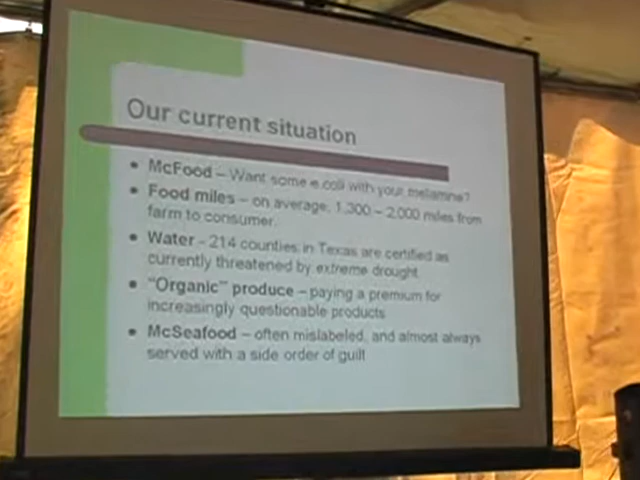 Our current situation
• McFood – Want some e.coli with your melamine?
• Food miles – on average, 1,300 – 2,000 miles from
farm to consumer.
• Water - 214 counties in Texas are certified as
currently threatened by extreme drought
• "Organic" produce – paying a premium for
increasingly questionable products
• McSeafood – often mislabeled, and almost always
served with a side order of guilt